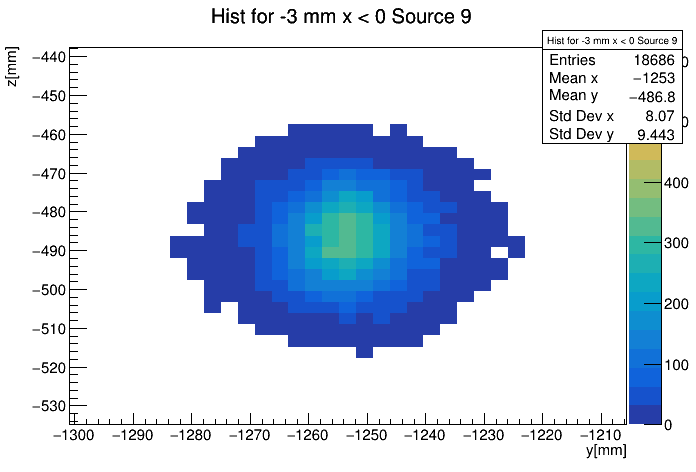 Hist for -3 mm x < 0 Source 9
Hist for -3 mm x < 0 Source 9
Entries 18686
Mean x −1253
Mean y −486.8
Std Dev x 8.07
Std Dev y 9.443
z[mm]
−440
−450
−460
−470
−480
−490
−500
−510
−520
−530
−1300 −1290 −1280 −1270 −1260 −1250 −1240 −1230 −1220 −1210
y[mm]
400
300
200
100
0